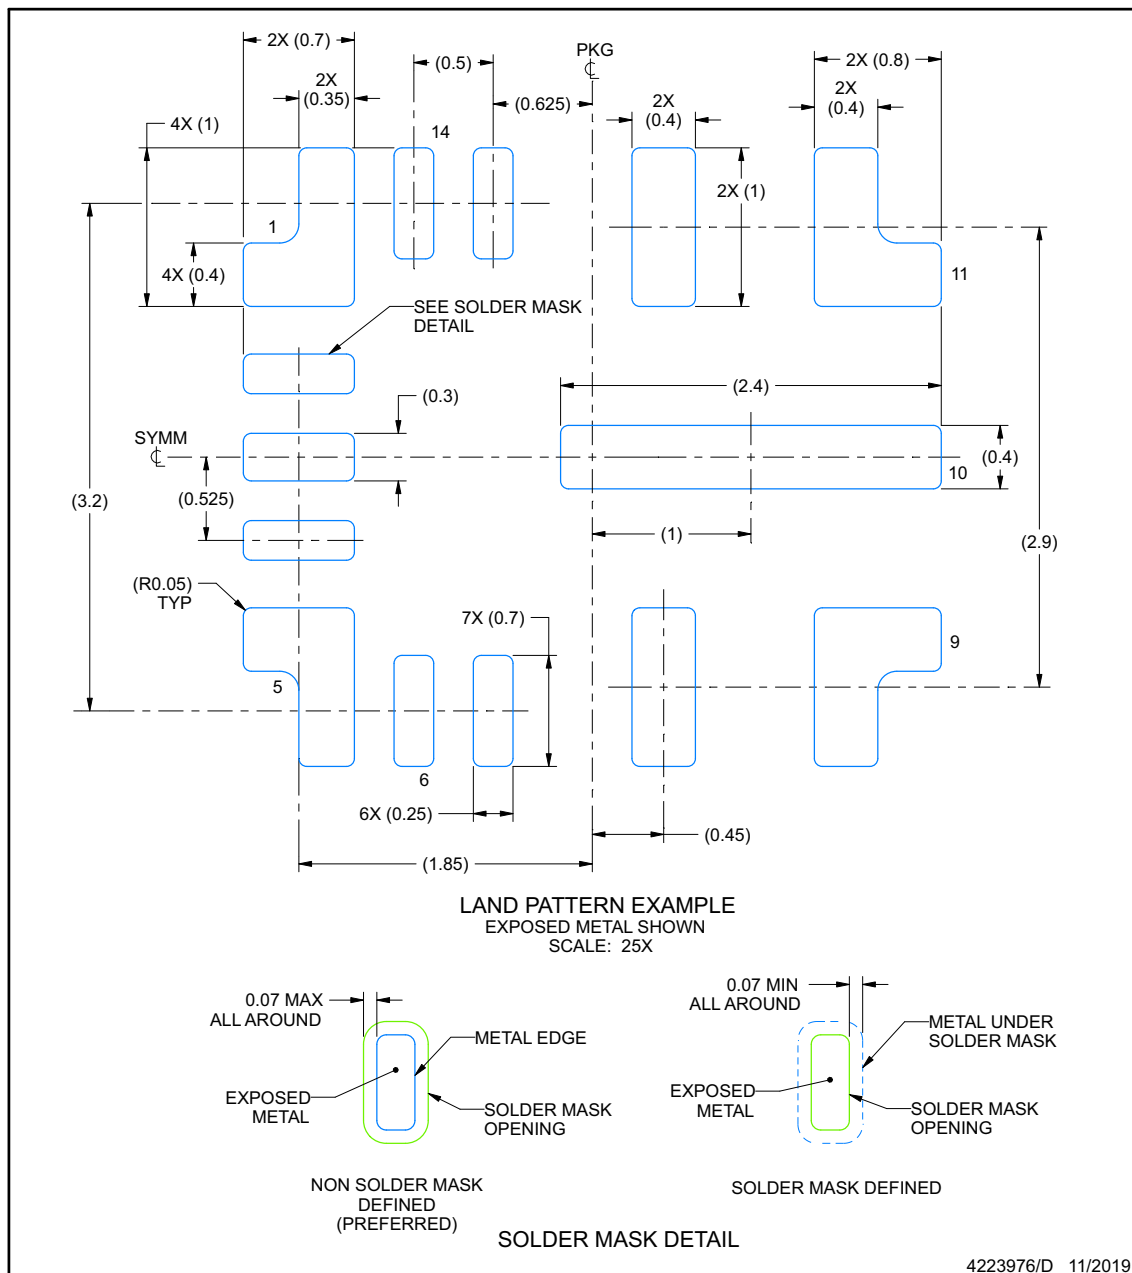 2X (0.7)
(0.5)
PKG
℄
2X (0.8)
2X
(0.35)
(0.625)
2X
(0.4)
2X
(0.4)
4X (1)
14
2X (1)
1
4X (0.4)
11
SEE SOLDER MASK
DETAIL
(2.4)
(0.3)
SYMM
℄
(0.4)
10
(3.2)
(0.525)
(1)
(2.9)
(R0.05)
TYP
7X (0.7)
9
5
6
6X (0.25)
(0.45)
(1.85)
LAND PATTERN EXAMPLE
EXPOSED METAL SHOWN
SCALE: 25X
0.07 MAX
ALL AROUND
METAL EDGE
EXPOSED
METAL
SOLDER MASK
OPENING
NON SOLDER MASK
DEFINED
(PREFERRED)
0.07 MIN
ALL AROUND
METAL UNDER
SOLDER MASK
EXPOSED
METAL
SOLDER MASK
OPENING
SOLDER MASK DEFINED
SOLDER MASK DETAIL
4223976/D 11/2019